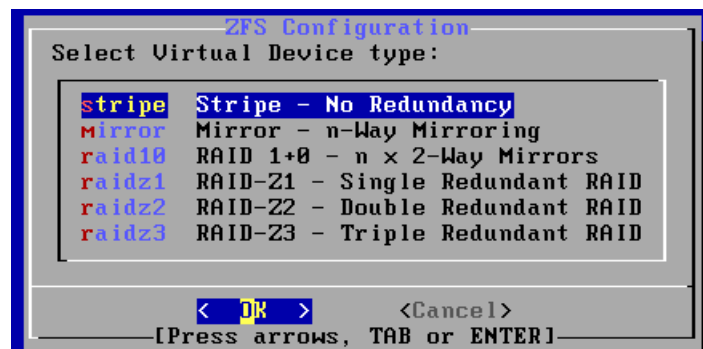 ZFS Configuration
Select Virtual Device type:
stripe Stripe - No Redundancy
mirror Mirror - n-Way Mirroring
raid10 RAID 1+0 - n x 2-Way Mirrors
raidz1 RAID-Z1 - Single Redundant RAID
raidz2 RAID-Z2 - Double Redundant RAID
raidz3 RAID-Z3 - Triple Redundant RAID
< OK > <Cancel>
[Press arrows, TAB or ENTER]